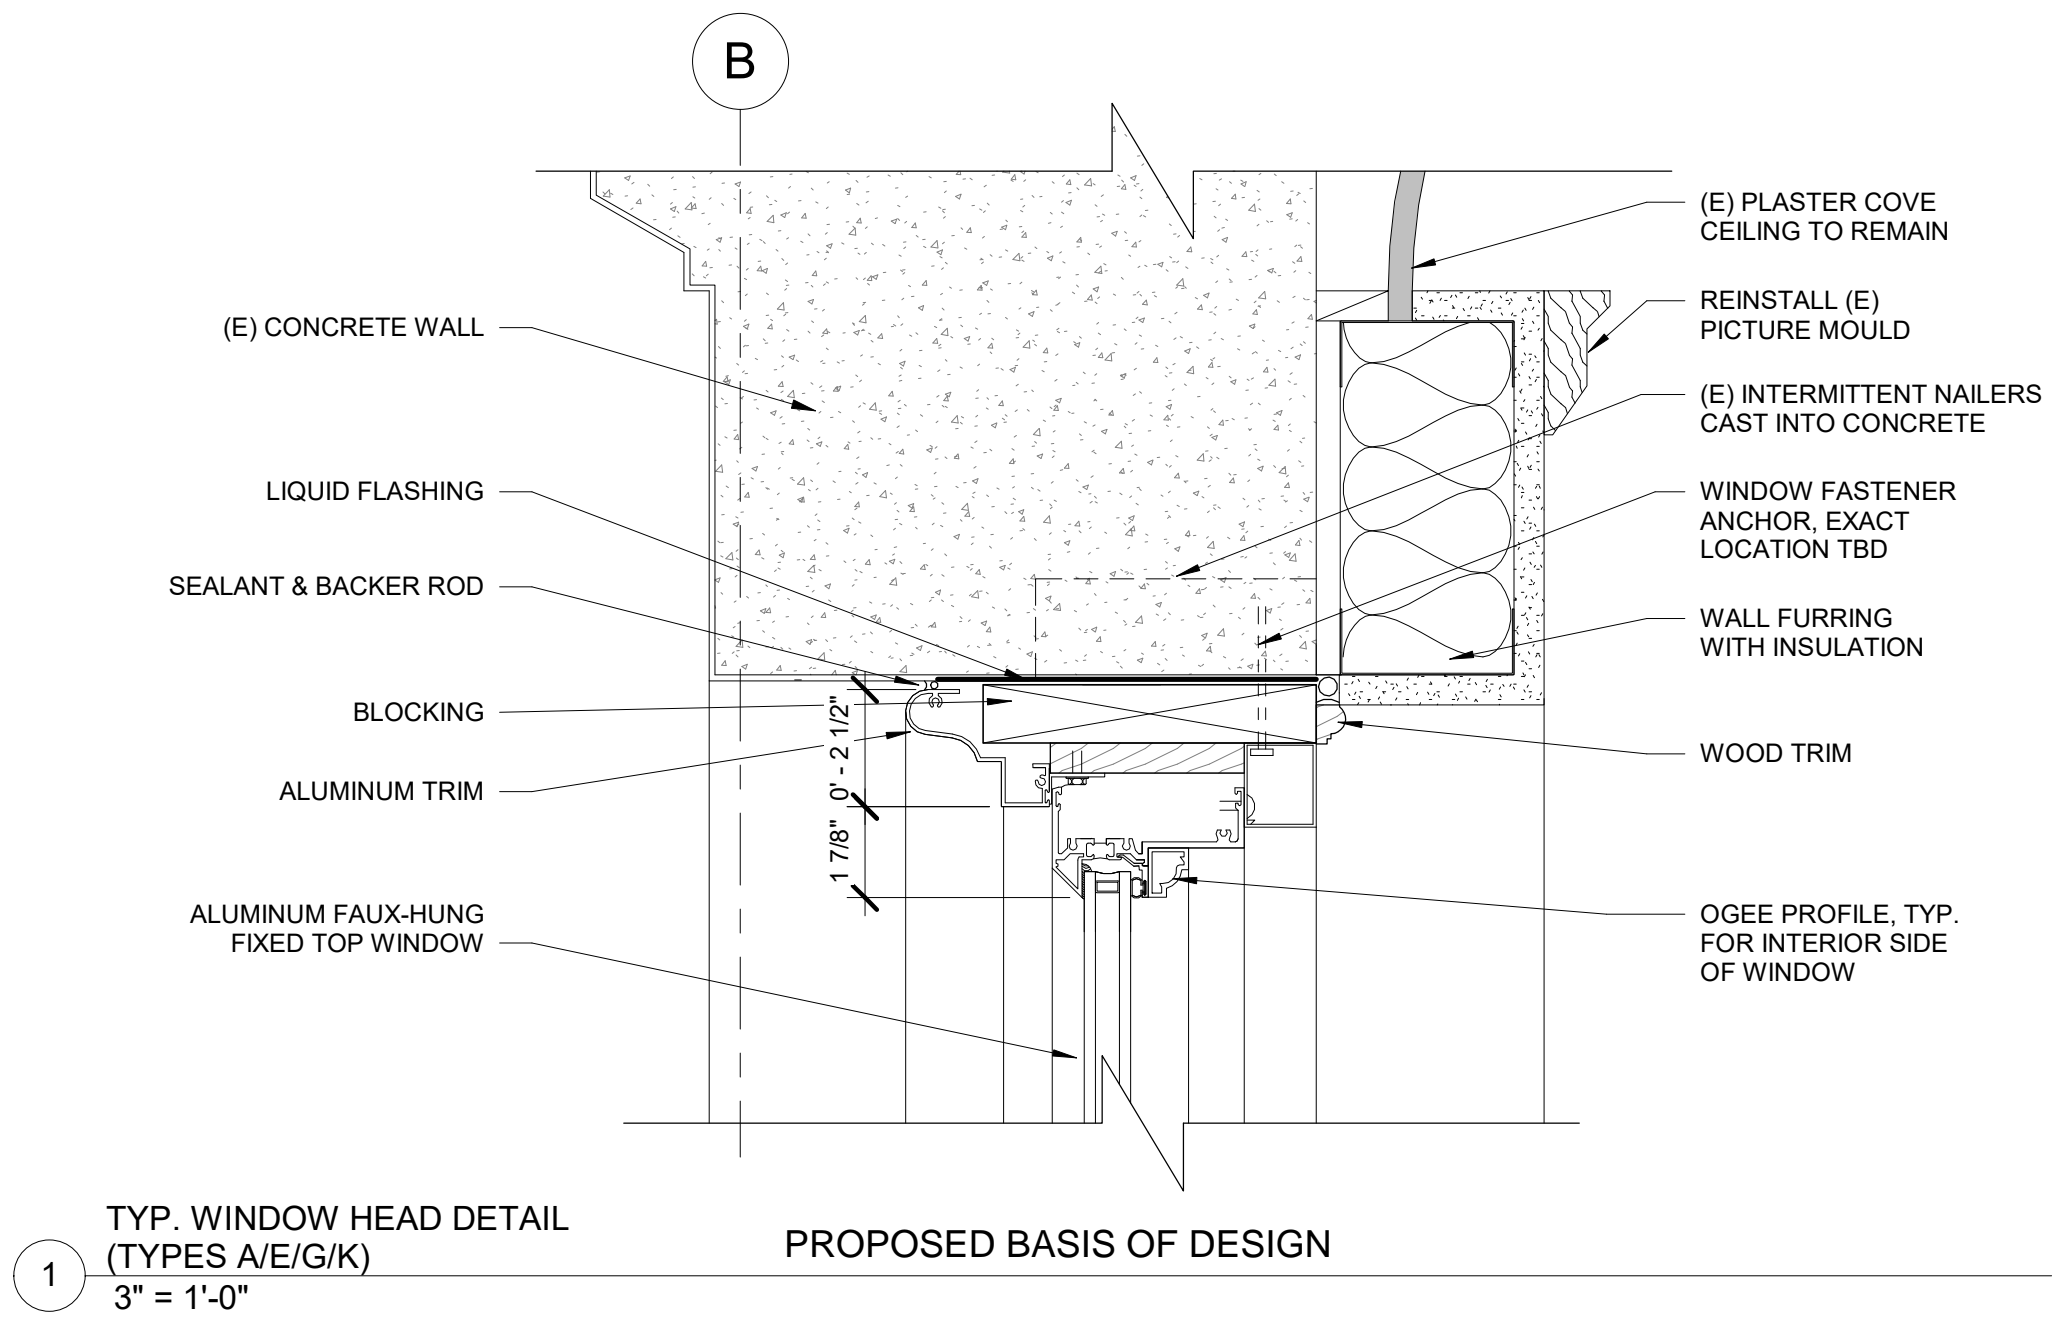 B
(E) PLASTER COVE
CEILING TO REMAIN
REINSTALL (E)
PICTURE MOULD
(E) INTERMITTENT NAILERS
CAST INTO CONCRETE
WINDOW FASTENER
ANCHOR, EXACT
LOCATION TBD
WALL FURRING
WITH INSULATION
WOOD TRIM
OGEE PROFILE, TYP.
FOR INTERIOR SIDE
OF WINDOW
(E) CONCRETE WALL
LIQUID FLASHING
SEALANT & BACKER ROD
BLOCKING
ALUMINUM TRIM
ALUMINUM FAUX-HUNG
FIXED TOP WINDOW
0' - 2 1/2"
1 7/8"
TYP. WINDOW HEAD DETAIL
(TYPES A/E/G/K)
PROPOSED BASIS OF DESIGN
1
3" = 1'-0"